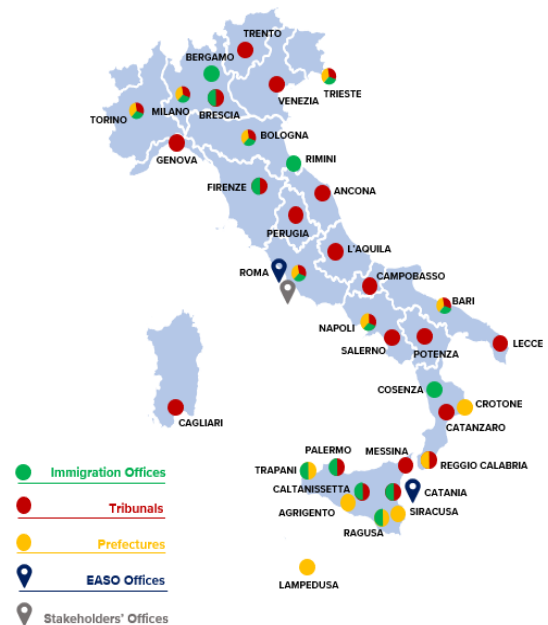 TRENTO
BERGAMO
TRIESTE
VENEZIA
MILANO
BRESCIA
TORINO
BOLOGNA
GENOVA
RIMINI
FIRENZE
ANCONA
PERUGIA
L'AQUILA
ROMA
CAMPOBASSO
BARI
NAPOLI
SALERNO
POTENZA
LECCE
COSENZA
CROTONE
CAGLIARI
CATANZARO
PALERMO
MESSINA
TRAPANI
REGGIO CALABRIA
CALTANISSETTA
CATANIA
AGRIGENTO
SIRACUSA
RAGUSA
LAMPEDUSA
Immigration Offices
Tribunals
Prefectures
EASO Offices
Stakeholders' Offices